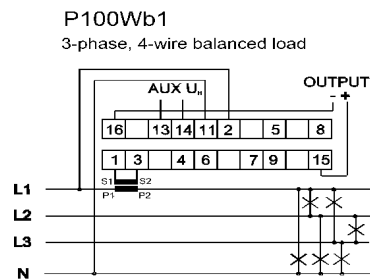 P100Wb1
3-phase, 4-wire balanced load
OUTPUT
AUX UH - +
16 13 14 11 2 5 8
1 3 4 6 7 9 15
S1 S2
L1 P1 P2
L2
L3
N